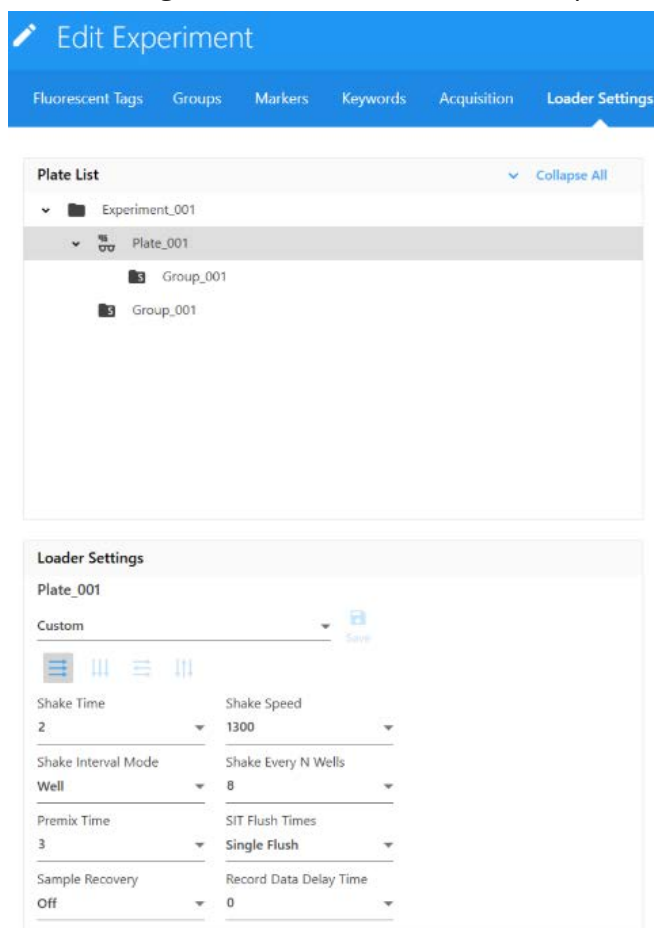 Edit Experiment
Fluorescent Tags Groups Markers Keywords Acquisition Loader Settings
Plate List Collapse All
Experiment_001
96 Plate_001
S Group_001
S Group_001
Loader Settings
Plate_001
Custom Save
Shake Time Shake Speed
2 1300
Shake Interval Mode Shake Every N Wells
Well 8
Premix Time SIT Flush Times
3 Single Flush
Sample Recovery Record Data Delay Time
Off 0